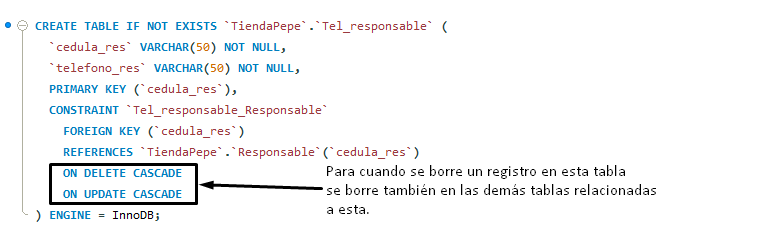 CREATE TABLE IF NOT EXISTS `TiendaPepe`.`Tel_responsable` (
`cedula_res` VARCHAR(50) NOT NULL,
`telefono_res` VARCHAR(50) NOT NULL,
PRIMARY KEY (`cedula_res`),
CONSTRAINT `Tel_responsable_Responsable`
FOREIGN KEY (`cedula_res`)
REFERENCES `TiendaPepe`.`Responsable`(`cedula_res`)
ON DELETE CASCADE
ON UPDATE CASCADE
) ENGINE = InnoDB;
Para cuando se borre un registro en esta tabla
se borre también en las demás tablas relacionadas
a esta.